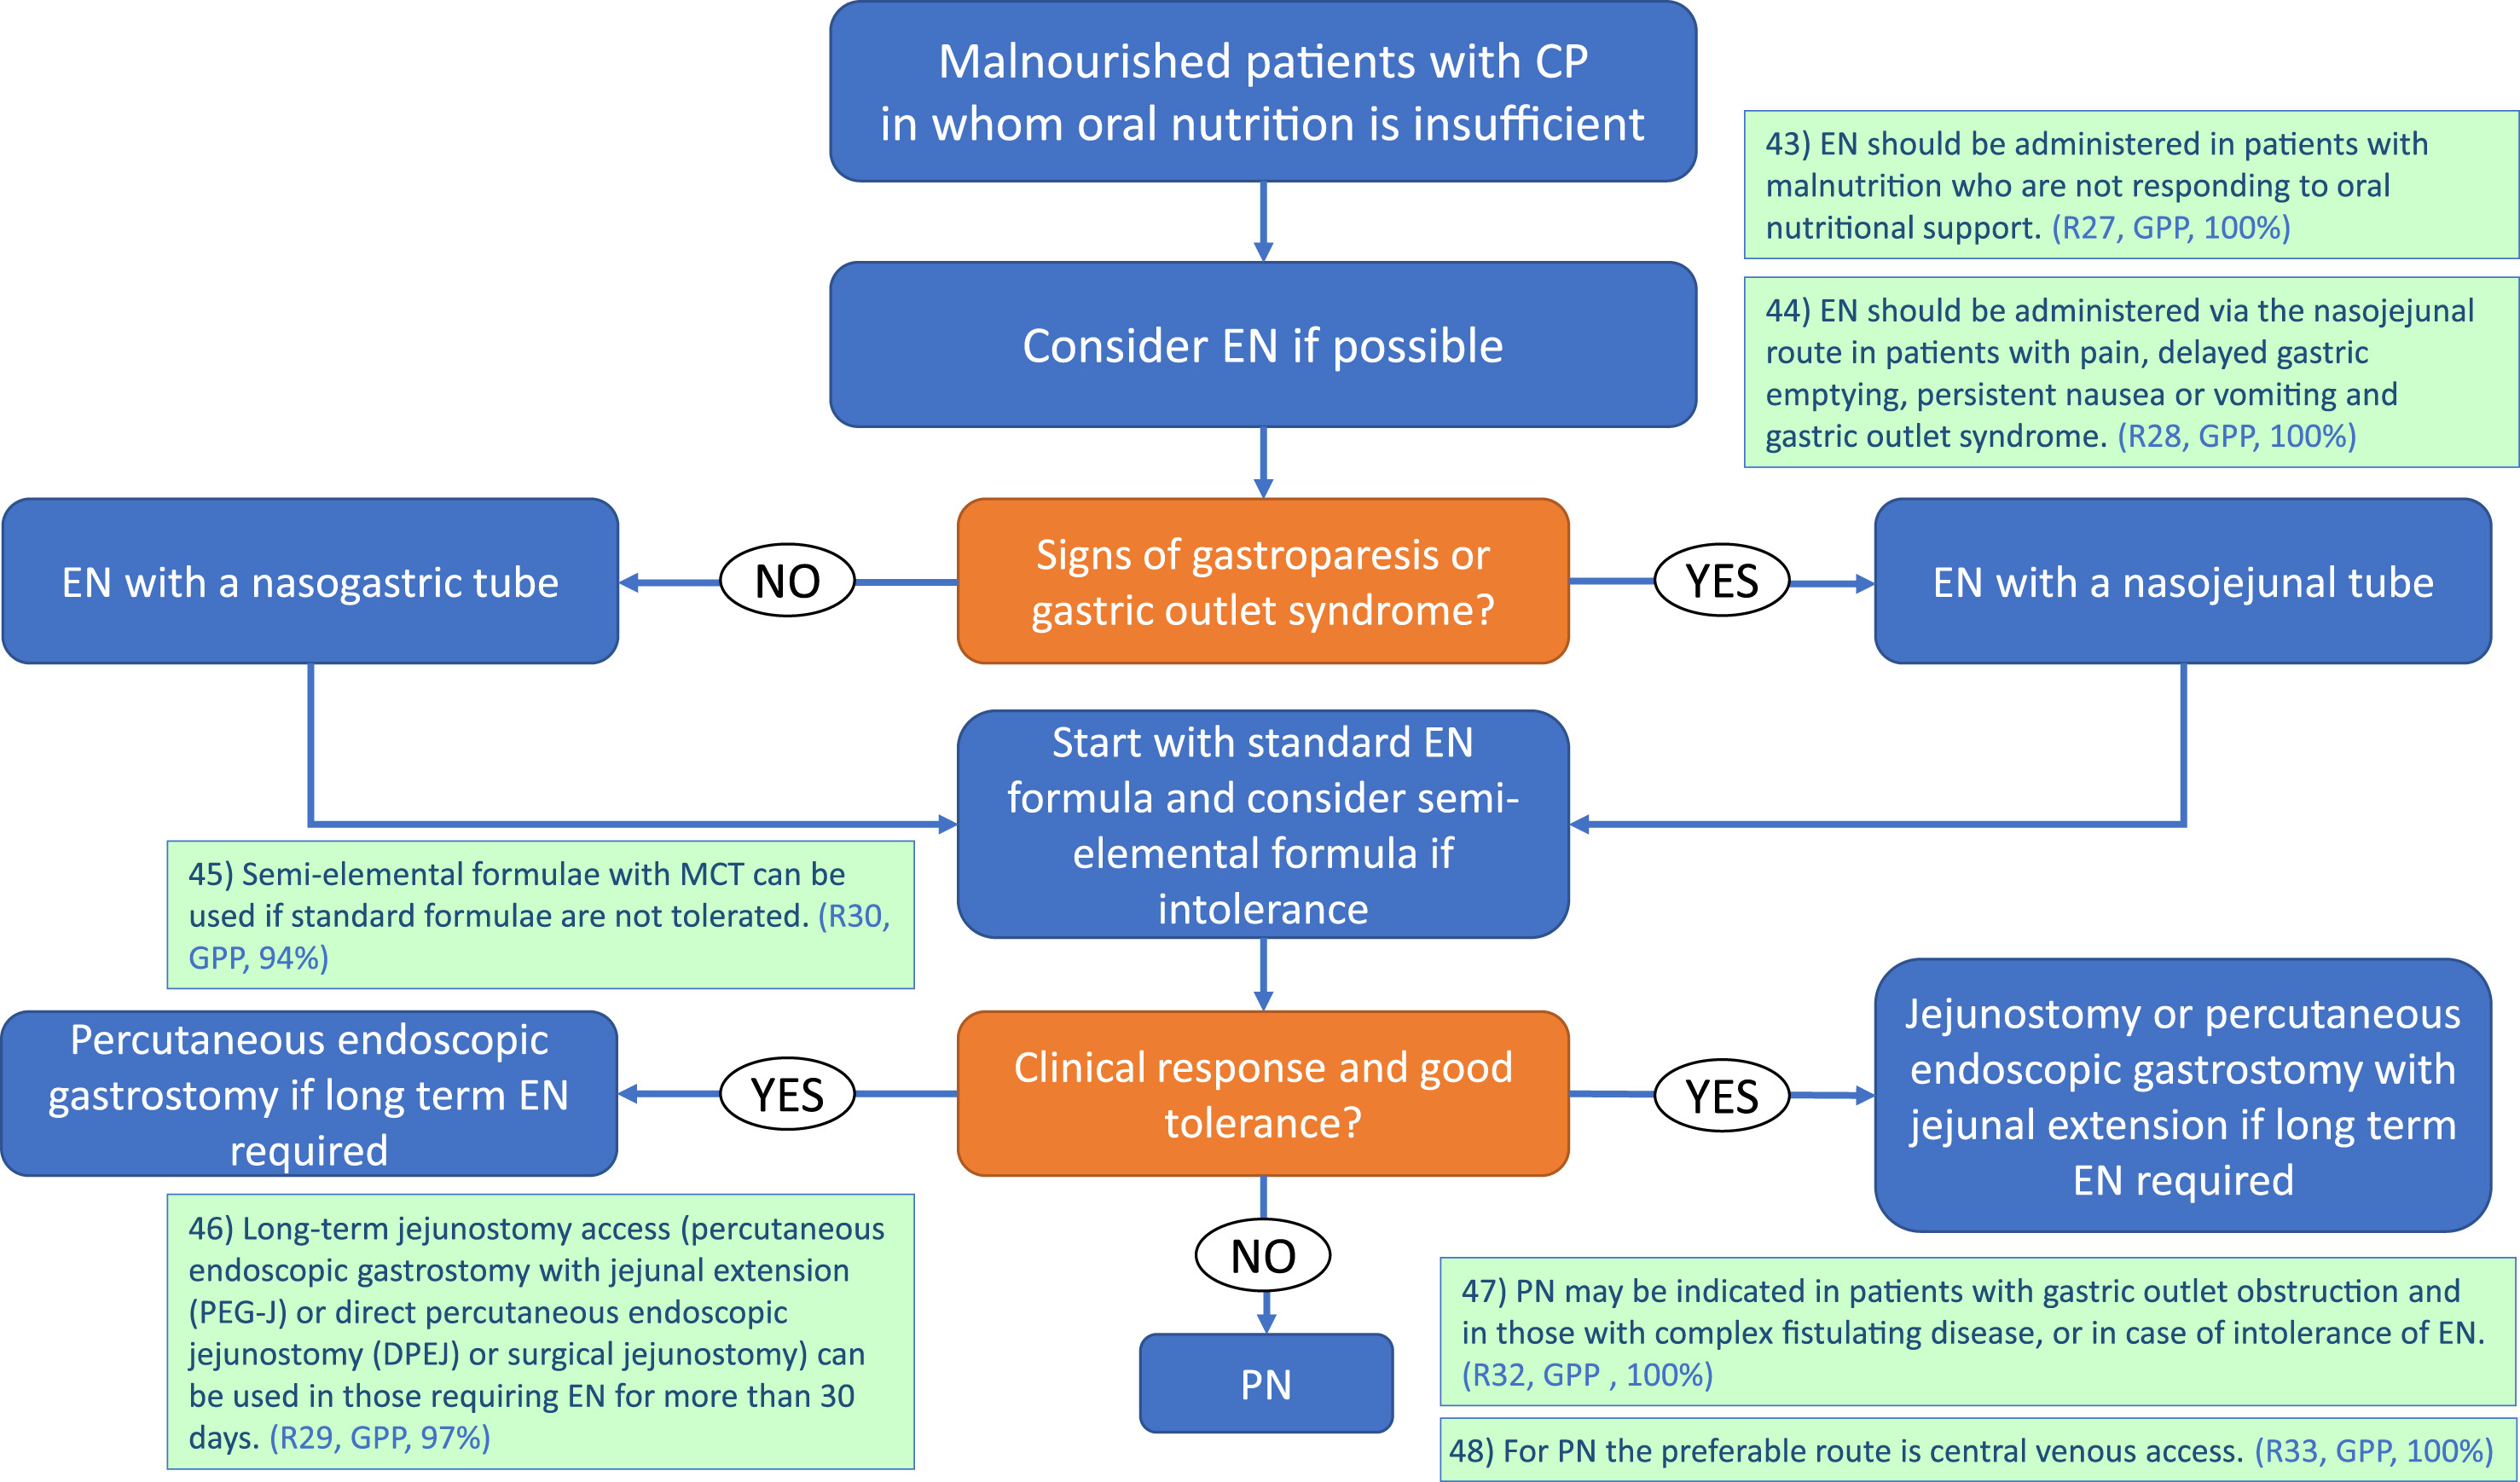 Malnourished patients with CP
in whom oral nutrition is insufficient
43) EN should be administered in patients with
malnutrition who are not responding to oral
nutritional support. (R27, GPP, 100%)
Consider EN if possible
44) EN should be administered via the nasojejunal
route in patients with pain, delayed gastric
emptying, persistent nausea or vomiting and
gastric outlet syndrome. (R28, GPP, 100%)
EN with a nasogastric tube
NO
Signs of gastroparesis or
gastric outlet syndrome?
YES
EN with a nasojejunal tube
Start with standard EN
formula and consider semi-
elemental formula if
intolerance
45) Semi-elemental formulae with MCT can be
used if standard formulae are not tolerated. (R30,
GPP, 94%)
Percutaneous endoscopic
gastrostomy if long term EN
required
YES
Clinical response and good
tolerance?
YES
Jejunostomy or percutaneous
endoscopic gastrostomy with
jejunal extension if long term
EN required
46) Long-term jejunostomy access (percutaneous
endoscopic gastrostomy with jejunal extension
(PEG-J) or direct percutaneous endoscopic
jejunostomy (DPEJ) or surgical jejunostomy) can
be used in those requiring EN for more than 30
days. (R29, GPP, 97%)
NO
PN
47) PN may be indicated in patients with gastric outlet obstruction and
in those with complex fistulating disease, or in case of intolerance of EN.
(R32, GPP , 100%)
48) For PN the preferable route is central venous access. (R33, GPP, 100%)